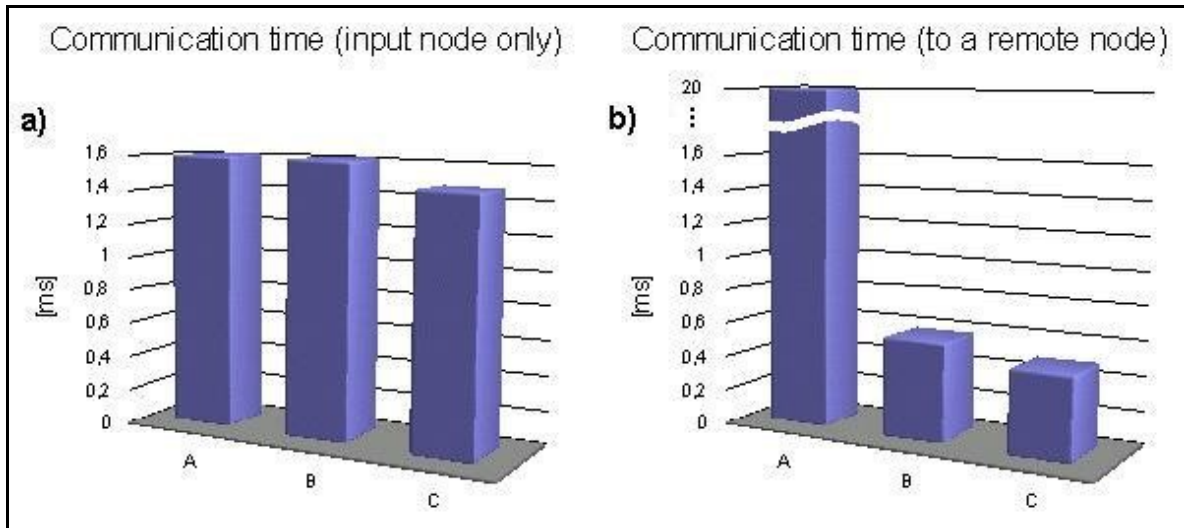 Communication time (input node only)
a)
1,6
1,4
1,2
1
0,8
0,6
0,4
0,2
0
[ms]
A
B
C
Communication time (to a remote node)
b)
20
⋮
1,6
1,4
1,2
1
0,8
0,6
0,4
0,2
0
[ms]
A
B
C